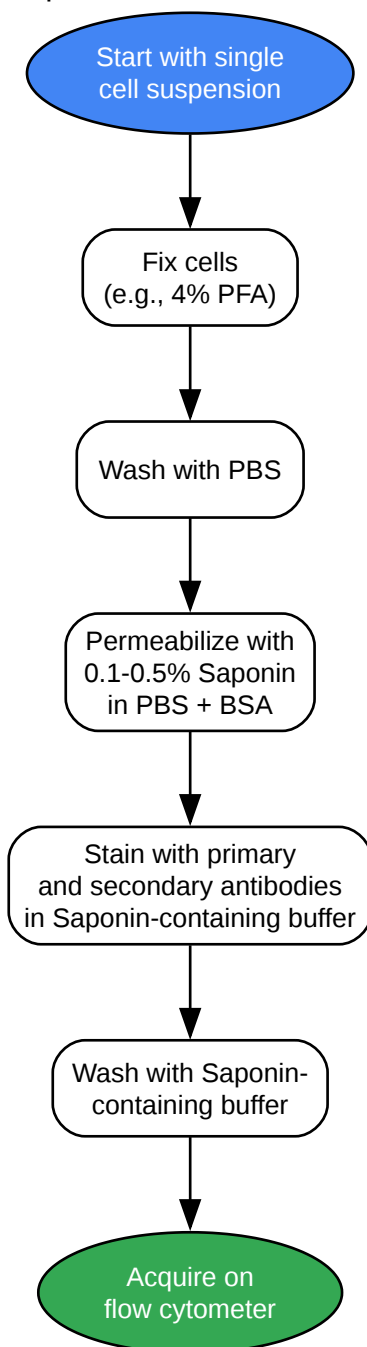 Start with single
cell suspension
Fix cells
(e.g., 4% PFA)
Wash with PBS
Permeabilize with
0.1-0.5% Saponin
in PBS + BSA
Stain with primary
and secondary antibodies
in Saponin-containing buffer
Wash with Saponin-
containing buffer
Acquire on
flow cytometer